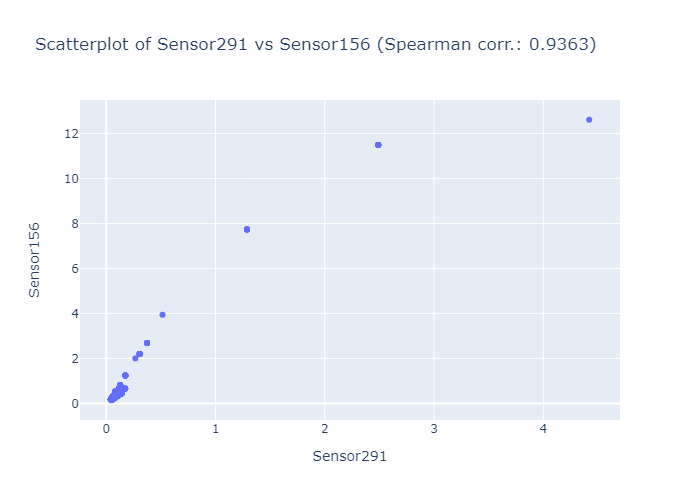 Scatterplot of Sensor291 vs Sensor156 (Spearman corr.: 0.9363)
12
10
8
6
4
2
0
Sensor156
0 1 2 3 4
Sensor291